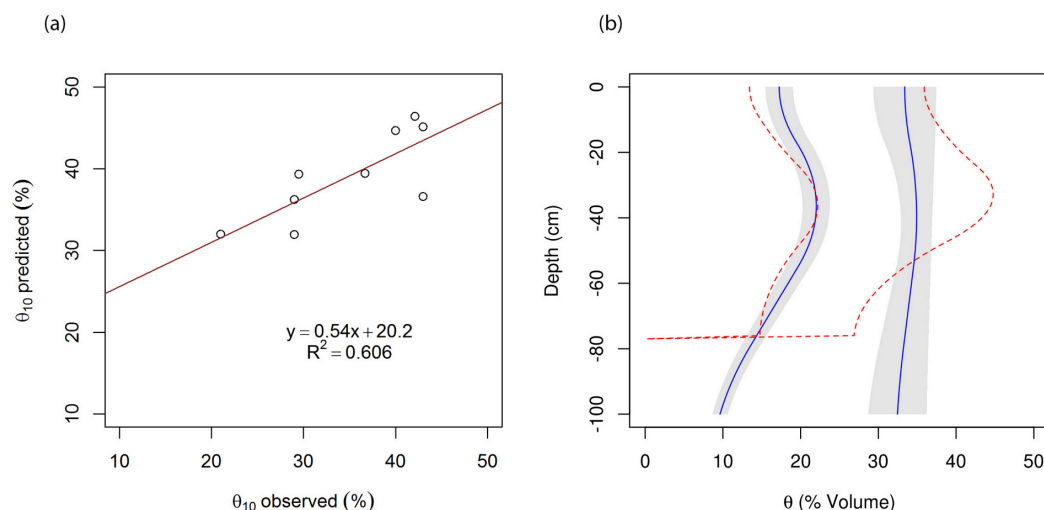 (a)
(b)
50
40
30
20
10
θ10 predicted (%)
y = 0.54x + 20.2
R² = 0.606
10 20 30 40 50
θ10 observed (%)
0
-20
-40
-60
-80
-100
Depth (cm)
0 10 20 30 40 50
θ (% Volume)